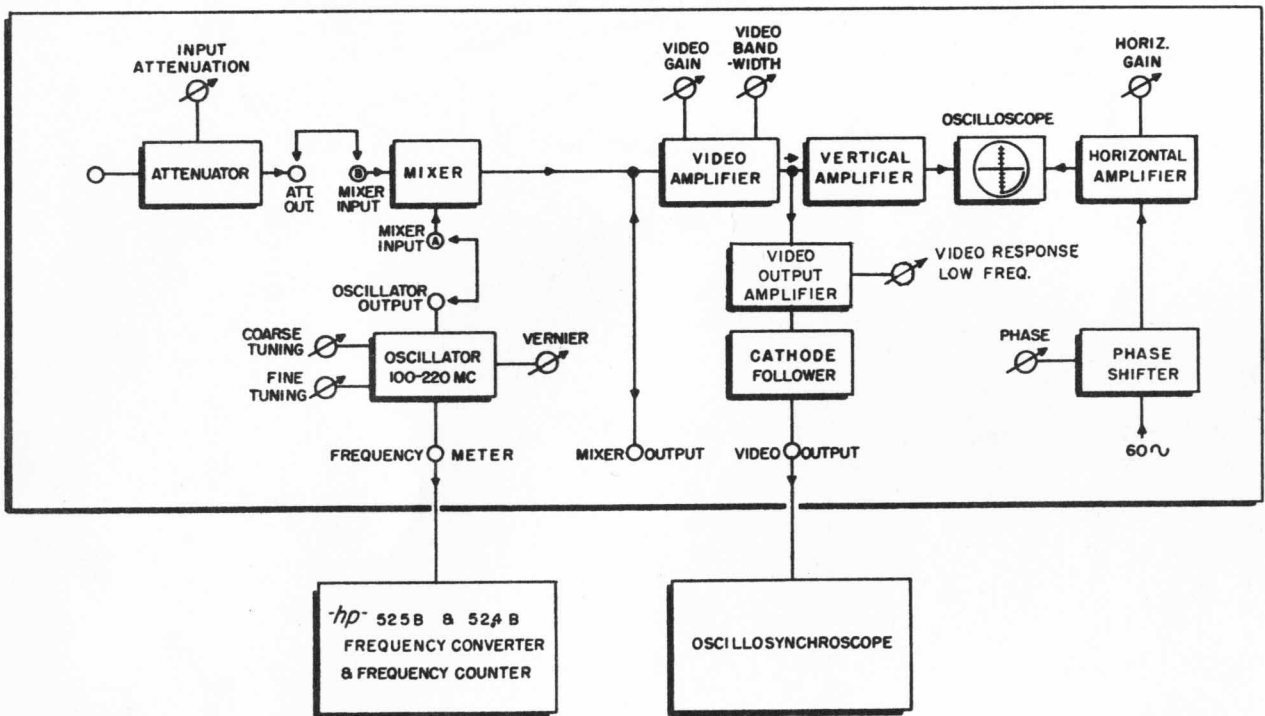 INPUT
ATTENUATION
VIDEO
GAIN
VIDEO
BAND
-WIDTH
HORIZ.
GAIN
OSCILLOSCOPE
ATTENUATOR
ATT.
OUT.
B
MIXER
INPUT
MIXER
VIDEO
AMPLIFIER
VERTICAL
AMPLIFIER
HORIZONTAL
AMPLIFIER
MIXER
INPUT
A
OSCILLATOR
OUTPUT
VIDEO
OUTPUT
AMPLIFIER
VIDEO RESPONSE
LOW FREQ.
COARSE
TUNING
FINE
TUNING
OSCILLATOR
100-220 MC
VERNIER
CATHODE
FOLLOWER
PHASE
PHASE
SHIFTER
FREQUENCY METER
MIXER OUTPUT
VIDEO OUTPUT
60~
-hp- 525B & 524B
FREQUENCY CONVERTER
& FREQUENCY COUNTER
OSCILLOSYNCHROSCOPE